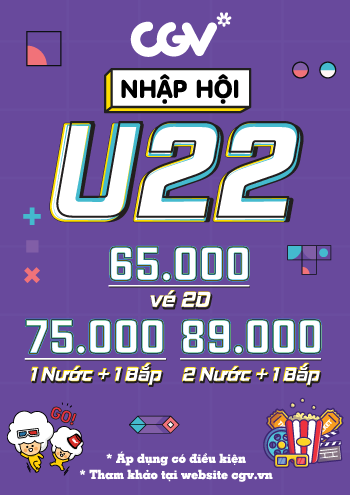 CGV*
NHẬP HỘI
U22
65.000
vé 2D
75.000 89.000
1 Nước + 1 Bắp 2 Nước + 1 Bắp
GO!
* Áp dụng có điều kiện
* Tham khảo tại website cgv.vn